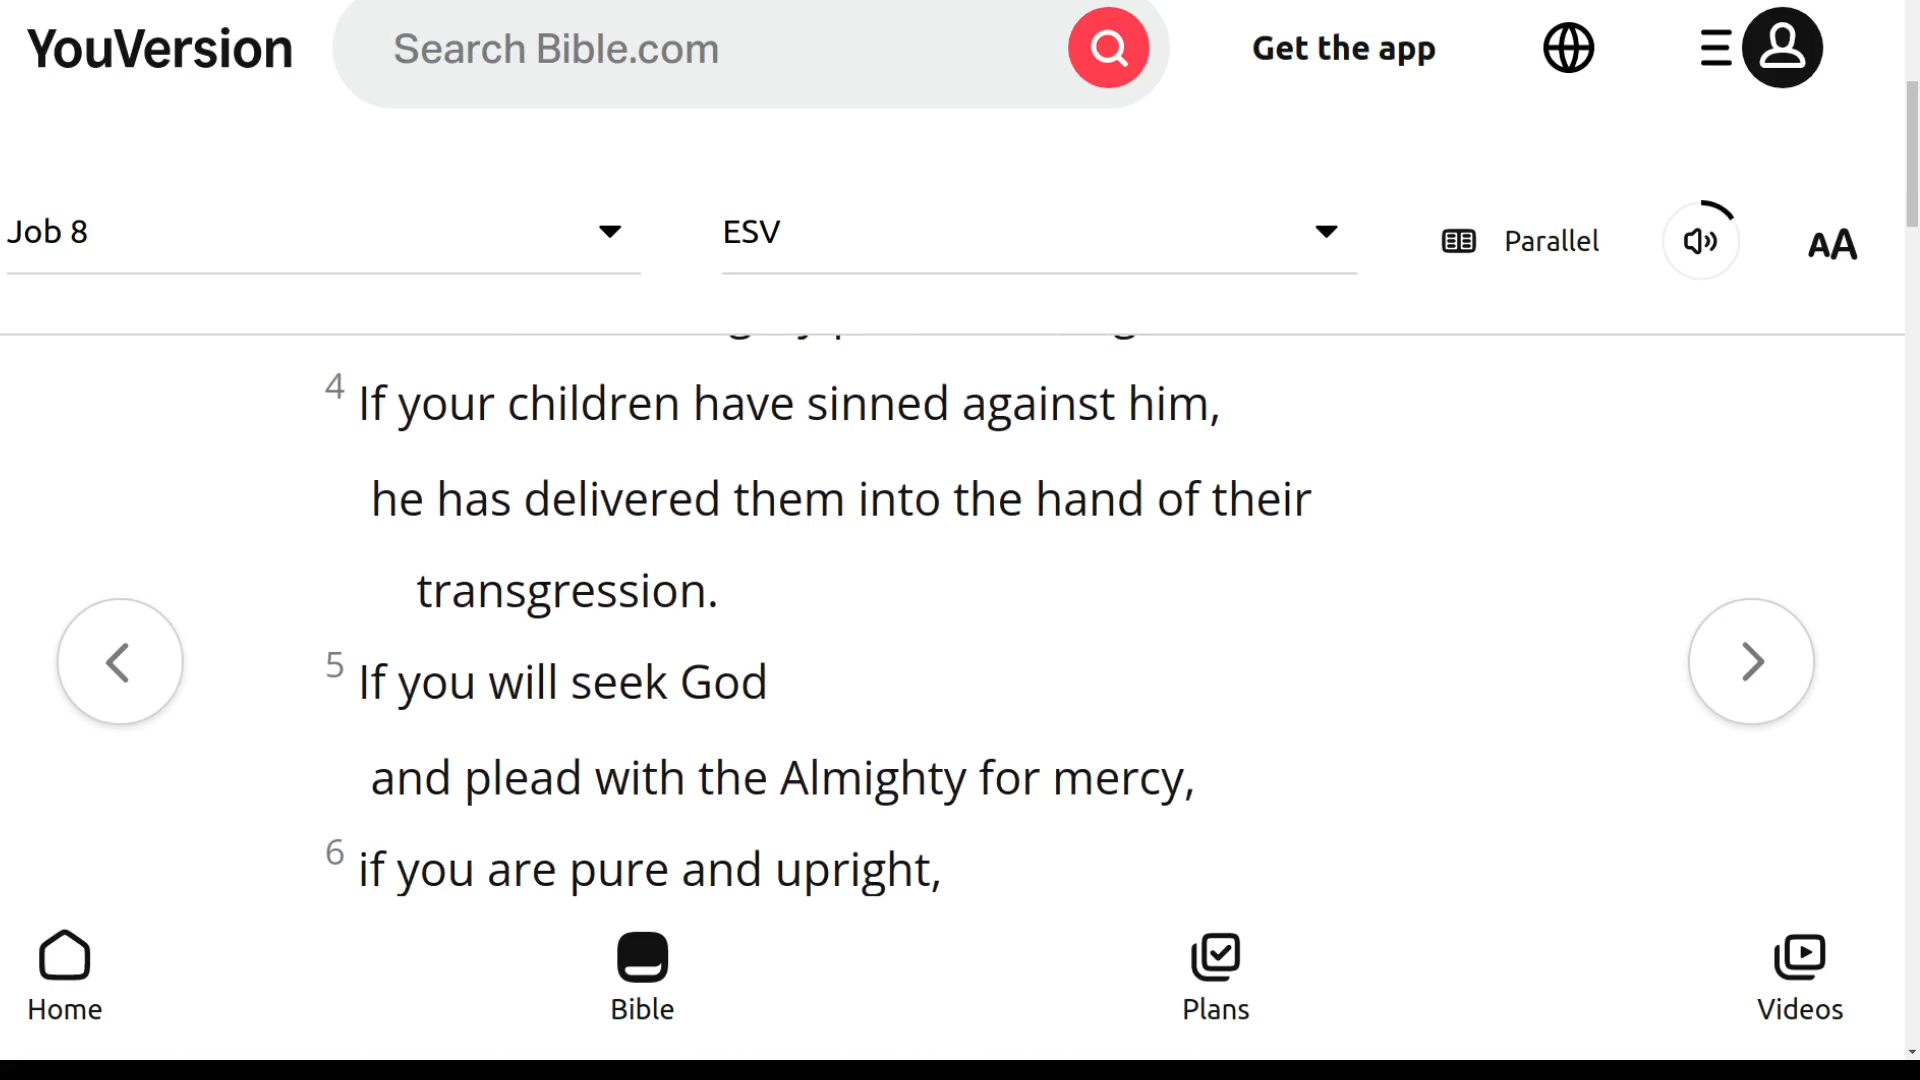 YouVersion
Search Bible.com
Get the app
Job 8
ESV
Parallel
AA
4 If your children have sinned against him,
he has delivered them into the hand of their
transgression.
5 If you will seek God
and plead with the Almighty for mercy,
6 if you are pure and upright,
Home
Bible
Plans
Videos